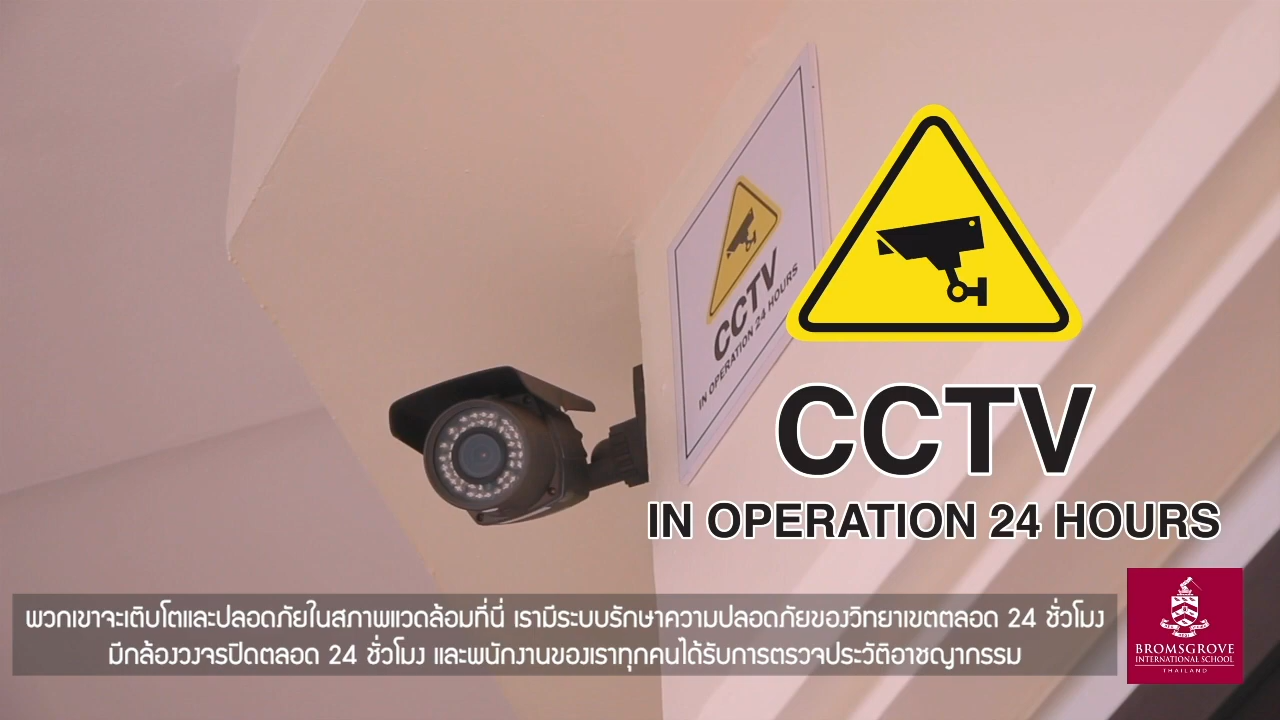 CCTV
IN OPERATION 24 HOURS
CCTV
IN OPERATION 24 HOURS
พวกเขาจะเติบโตและปลอดภัยในสภาพแวดล้อมที่นี่ เรามีระบบรักษาความปลอดภัยของวิทยาเขตตลอด 24 ชั่วโมง
มีกล้องวงจรปิดตลอด 24 ชั่วโมง และพนักงานของเราทุกคนได้รับการตรวจประวัติอาชญากรรม
BROMSGROVE
INTERNATIONAL SCHOOL
THAILAND